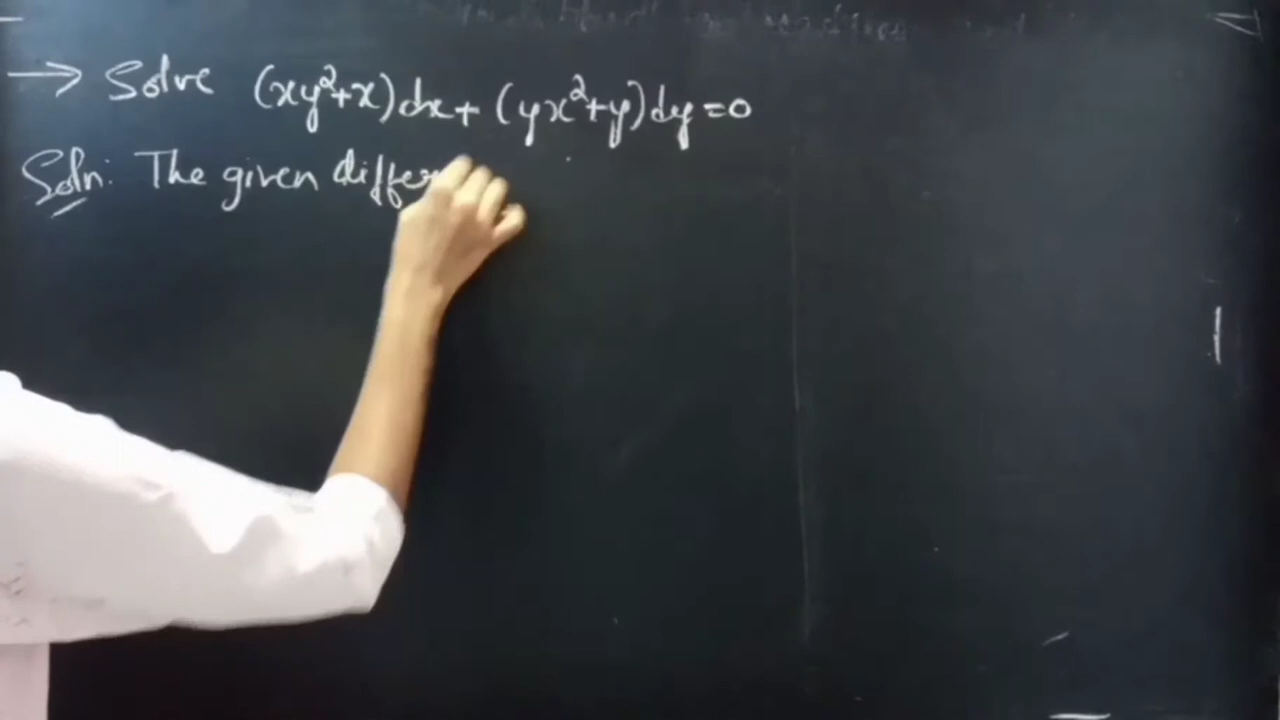 → Solve (xy²+x)dx+ (yx²+y)dy=0
Soln: The given differ